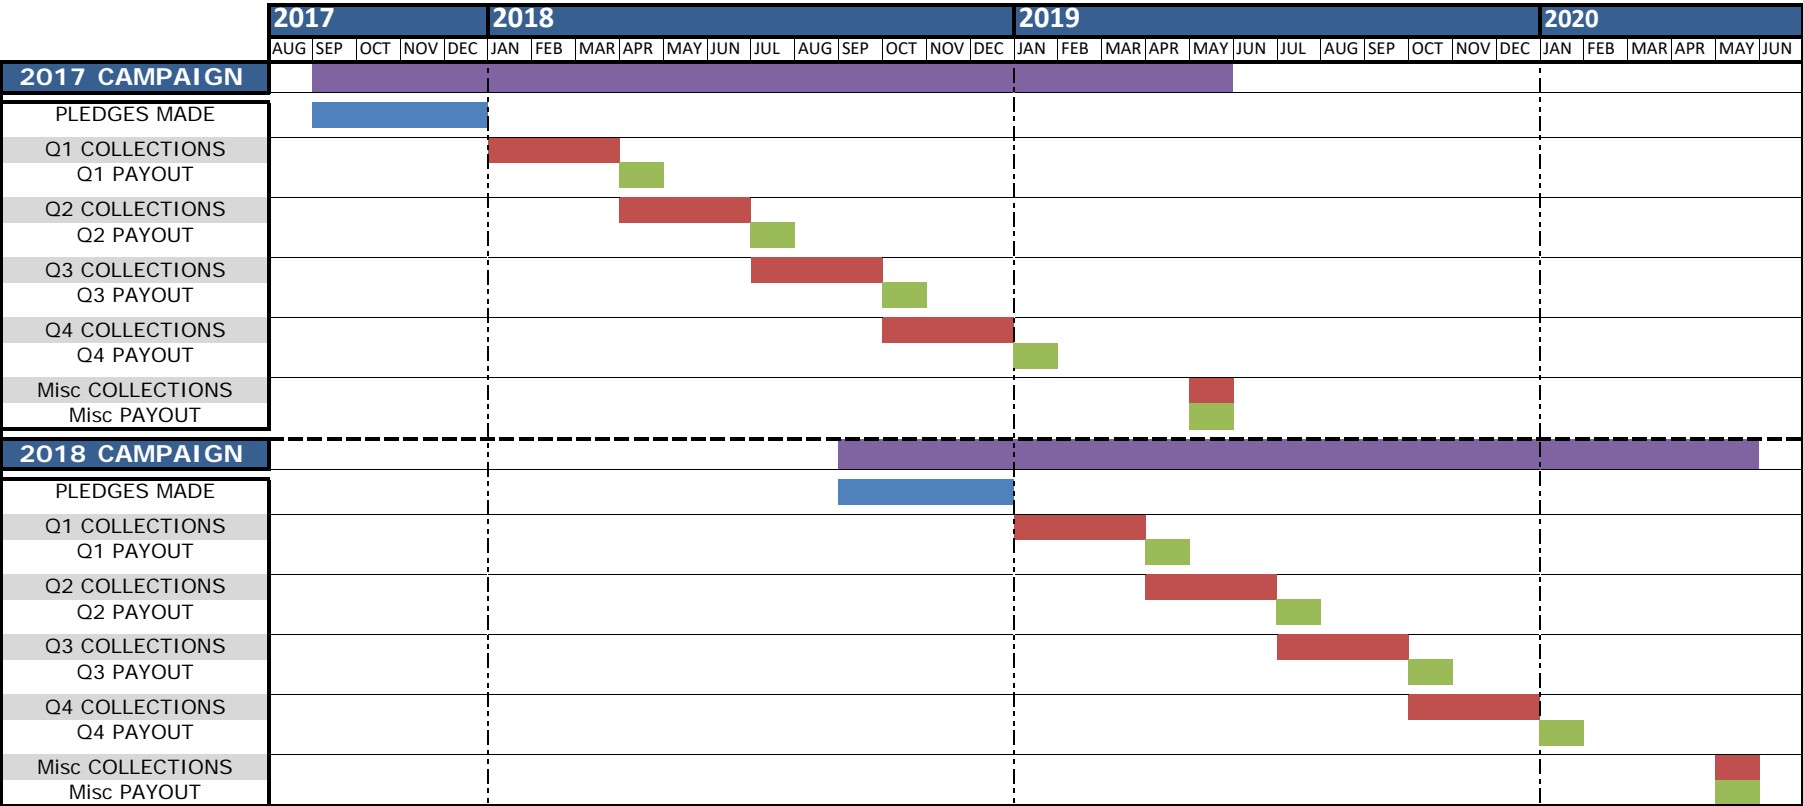 2017 2018 2019 2020
AUG SEP OCT NOV DEC JAN FEB MAR APR MAY JUN JUL AUG SEP OCT NOV DEC JAN FEB MAR APR MAY JUN JUL AUG SEP OCT NOV DEC JAN FEB MAR APR MAY JUN
2017 CAMPAIGN
PLEDGES MADE
Q1 COLLECTIONS
Q1 PAYOUT
Q2 COLLECTIONS
Q2 PAYOUT
Q3 COLLECTIONS
Q3 PAYOUT
Q4 COLLECTIONS
Q4 PAYOUT
Misc COLLECTIONS
Misc PAYOUT
2018 CAMPAIGN
PLEDGES MADE
Q1 COLLECTIONS
Q1 PAYOUT
Q2 COLLECTIONS
Q2 PAYOUT
Q3 COLLECTIONS
Q3 PAYOUT
Q4 COLLECTIONS
Q4 PAYOUT
Misc COLLECTIONS
Misc PAYOUT